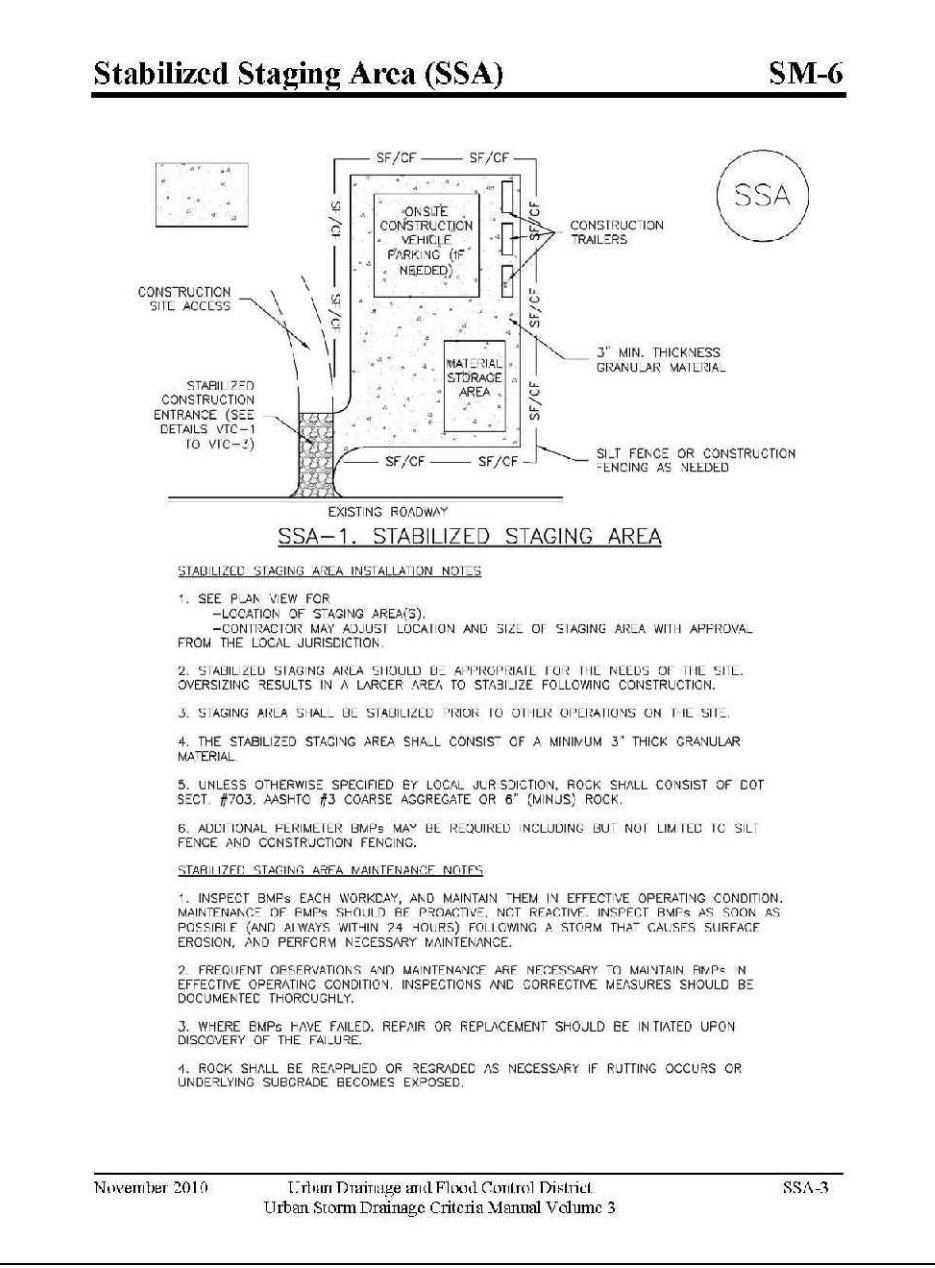 Stabilized Staging Area (SSA) SM-6
SF/CF SF/CF
SF/CF
SF/CF
SF/CF
SF/CF
SF/CF
SSA
ONSITE
CONSTRUCTION
VEHICLE
PARKING (IF
NEEDED)
CONSTRUCTION
TRAILERS
CONSTRUCTION
SITE ACCESS
3" MIN. THICKNESS
GRANULAR MATERIAL
MATERIAL
STORAGE
AREA
STABILIZED
CONSTRUCTION
ENTRANCE (SEE
DETAILS VTC-1
TO VTC-3)
SF/CF SF/CF
SILT FENCE OR CONSTRUCTION
FENCING AS NEEDED
EXISTING ROADWAY
SSA-1. STABILIZED STAGING AREA
STABILIZED STAGING AREA INSTALLATION NOTES
1. SEE PLAN VIEW FOR
-LOCATION OF STAGING AREA(S).
-CONTRACTOR MAY ADJUST LOCATION AND SIZE OF STAGING AREA WITH APPROVAL
FROM THE LOCAL JURISDICTION.
2. STABILIZED STAGING AREA SHOULD BE APPROPRIATE FOR THE NEEDS OF THE SITE.
OVERSIZING RESULTS IN A LARGER AREA TO STABILIZE FOLLOWING CONSTRUCTION.
3. STAGING AREA SHALL BE STABILIZED PRIOR TO OTHER OPERATIONS ON THE SITE.
4. THE STABILIZED STAGING AREA SHALL CONSIST OF A MINIMUM 3" THICK GRANULAR
MATERIAL.
5. UNLESS OTHERWISE SPECIFIED BY LOCAL JURISDICTION, ROCK SHALL CONSIST OF DOT
SECT. #703, AASHTO #3 COARSE AGGREGATE OR 6" (MINUS) ROCK.
6. ADDITIONAL PERIMETER BMPs MAY BE REQUIRED INCLUDING BUT NOT LIMITED TO SILT
FENCE AND CONSTRUCTION FENCING.
STABILIZED STAGING AREA MAINTENANCE NOTES
1. INSPECT BMPs EACH WORKDAY, AND MAINTAIN THEM IN EFFECTIVE OPERATING CONDITION.
MAINTENANCE OF BMPs SHOULD BE PROACTIVE, NOT REACTIVE. INSPECT BMPs AS SOON AS
POSSIBLE (AND ALWAYS WITHIN 24 HOURS) FOLLOWING A STORM THAT CAUSES SURFACE
EROSION, AND PERFORM NECESSARY MAINTENANCE.
2. FREQUENT OBSERVATIONS AND MAINTENANCE ARE NECESSARY TO MAINTAIN BMPs IN
EFFECTIVE OPERATING CONDITION. INSPECTIONS AND CORRECTIVE MEASURES SHOULD BE
DOCUMENTED THOROUGHLY.
3. WHERE BMPs HAVE FAILED, REPAIR OR REPLACEMENT SHOULD BE INITIATED UPON
DISCOVERY OF THE FAILURE.
4. ROCK SHALL BE REAPPLIED OR REGRADED AS NECESSARY IF RUTTING OCCURS OR
UNDERLYING SUBGRADE BECOMES EXPOSED.
November 2010 Urban Drainage and Flood Control District SSA-3
Urban Storm Drainage Criteria Manual Volume 3